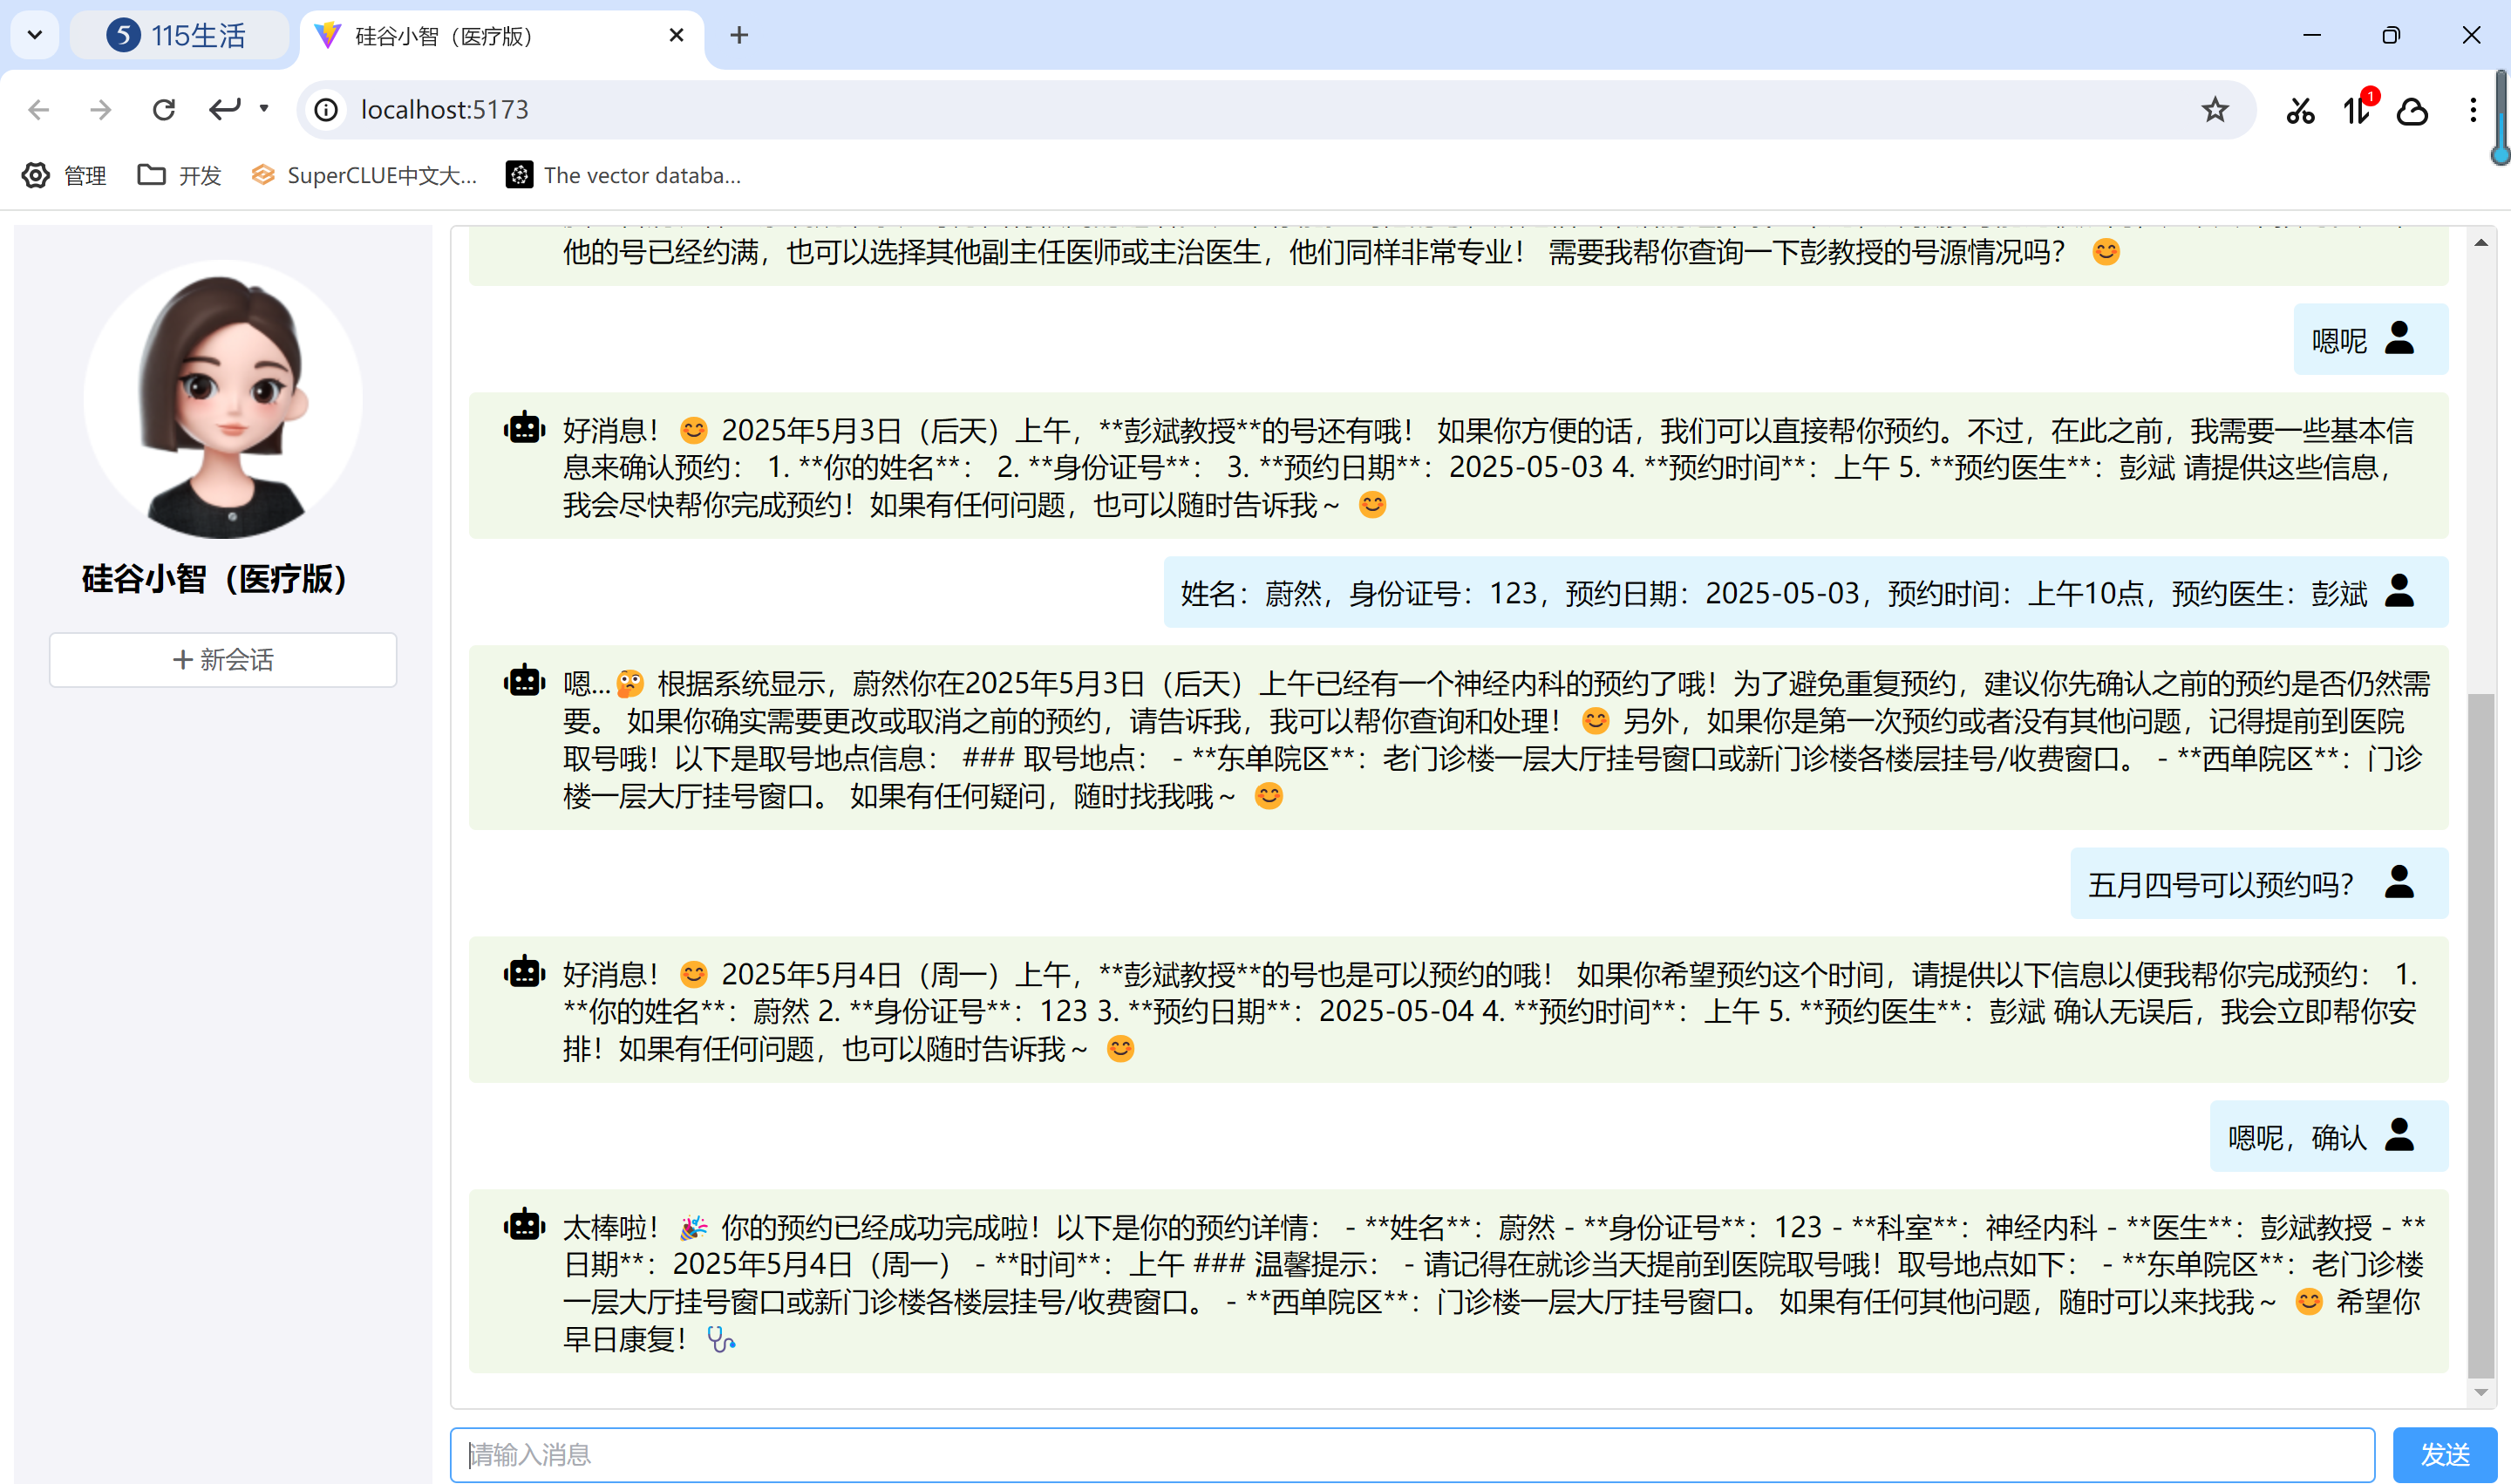 115生活
硅谷小智（医疗版）
localhost:5173
1
管理
开发
SuperCLUE中文大...
The vector databa...
他的号已经约满，也可以选择其他副主任医师或主治医生，他们同样非常专业！ 需要我帮你查询一下彭教授的号源情况吗？ 😊
嗯呢
好消息！ 😊 2025年5月3日（后天）上午，**彭斌教授**的号还有哦！ 如果你方便的话，我们可以直接帮你预约。不过，在此之前，我需要一些基本信
息来确认预约： 1. **你的姓名**： 2. **身份证号**： 3. **预约日期**：2025-05-03 4. **预约时间**：上午 5. **预约医生**：彭斌 请提供这些信息，
我会尽快帮你完成预约！如果有任何问题，也可以随时告诉我～ 😊
姓名：蔚然，身份证号：123，预约日期：2025-05-03，预约时间：上午10点，预约医生：彭斌
嗯...🤔 根据系统显示，蔚然你在2025年5月3日（后天）上午已经有一个神经内科的预约了哦！为了避免重复预约，建议你先确认之前的预约是否仍然需
要。 如果你确实需要更改或取消之前的预约，请告诉我，我可以帮你查询和处理！ 😊 另外，如果你是第一次预约或者没有其他问题，记得提前到医院
取号哦！以下是取号地点信息： ### 取号地点： - **东单院区**：老门诊楼一层大厅挂号窗口或新门诊楼各楼层挂号/收费窗口。 - **西单院区**：门诊
楼一层大厅挂号窗口。 如果有任何疑问，随时找我哦～ 😊
五月四号可以预约吗？
好消息！ 😊 2025年5月4日（周一）上午，**彭斌教授**的号也是可以预约的哦！ 如果你希望预约这个时间，请提供以下信息以便我帮你完成预约： 1.
**你的姓名**：蔚然 2. **身份证号**：123 3. **预约日期**：2025-05-04 4. **预约时间**：上午 5. **预约医生**：彭斌 确认无误后，我会立即帮你安
排！如果有任何问题，也可以随时告诉我～ 😊
嗯呢，确认
太棒啦！ 🎉 你的预约已经成功完成啦！以下是你的预约详情： - **姓名**：蔚然 - **身份证号**：123 - **科室**：神经内科 - **医生**：彭斌教授 - **
日期**：2025年5月4日（周一） - **时间**：上午 ### 温馨提示： - 请记得在就诊当天提前到医院取号哦！取号地点如下： - **东单院区**：老门诊楼
一层大厅挂号窗口或新门诊楼各楼层挂号/收费窗口。 - **西单院区**：门诊楼一层大厅挂号窗口。 如果有任何其他问题，随时可以来找我～ 😊 希望你
早日康复！ 🩺
硅谷小智（医疗版）
新会话
请输入消息
发送